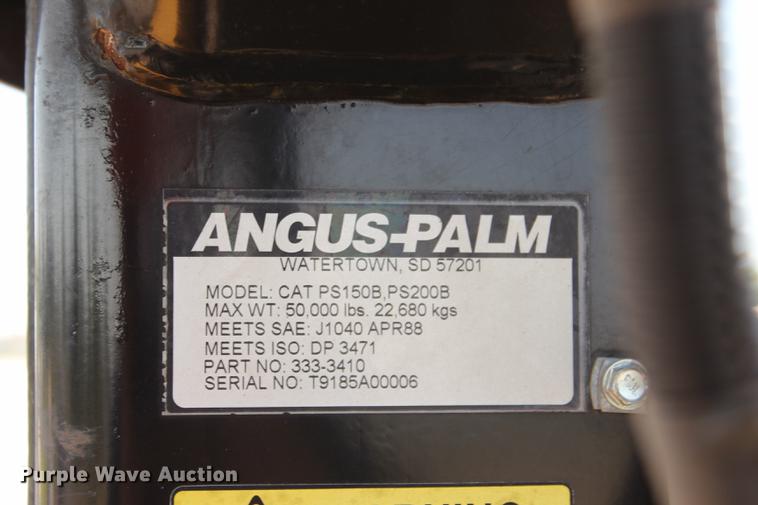 ANGUS-PALM
WATERTOWN, SD 57201
MODEL: CAT PS150B,PS200B
MAX WT: 50,000 lbs. 22,680 kgs
MEETS SAE: J1040 APR88
MEETS ISO: DP 3471
PART NO: 333-3410
SERIAL NO: T9185A00006
Purple Wave Auction